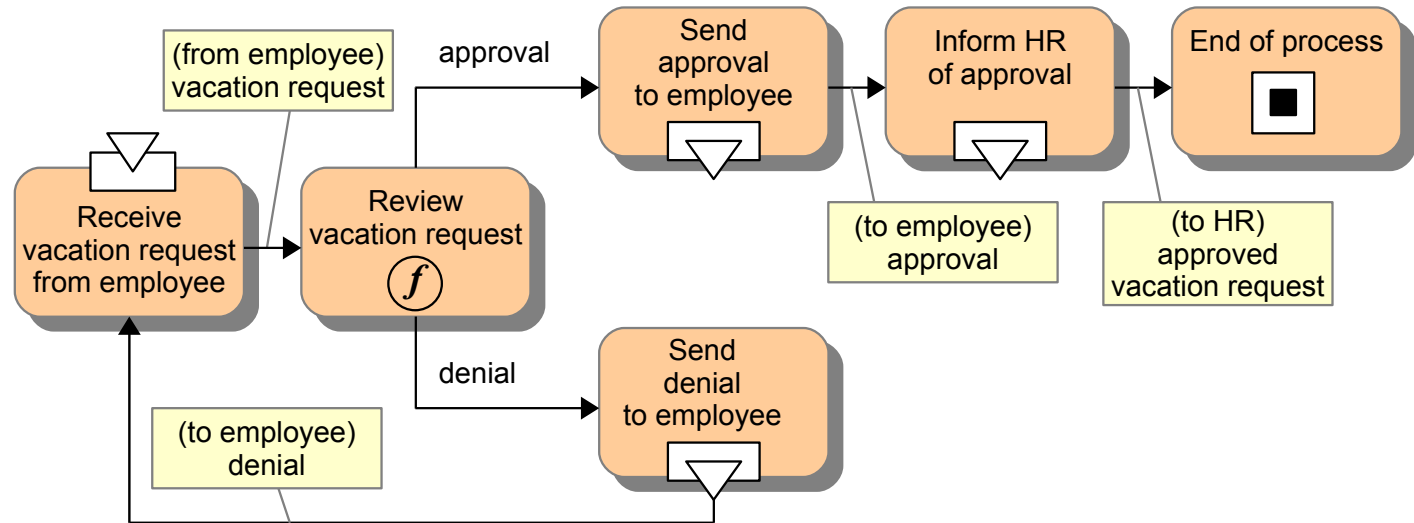 (from employee)
vacation request
approval
Send
approval
to employee
Inform HR
of approval
End of process
Receive
vacation request
from employee
Review
vacation request
f
(to employee)
approval
(to HR)
approved
vacation request
denial
Send
denial
to employee
(to employee)
denial